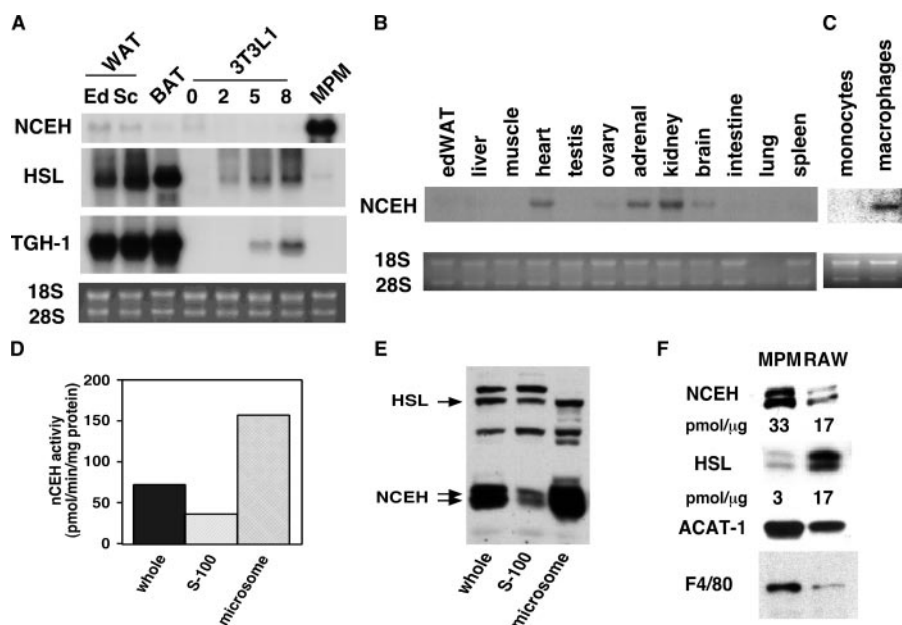 A
WAT
BAT
3T3L1
MPM
Ed Sc 0 2 5 8
NCEH
HSL
TGH-1
18S
28S
B
edWAT
liver
muscle
heart
testis
ovary
adrenal
kidney
brain
intestine
lung
spleen
NCEH
18S
28S
C
monocytes
macrophages
D
nCEH activiy
(pmol/min/mg protein)
200
150
100
50
0
whole
S-100
microsome
E
HSL
NCEH
whole
S-100
microsome
F
MPM RAW
NCEH
pmol/µg 33 17
HSL
pmol/µg 3 17
ACAT-1
F4/80